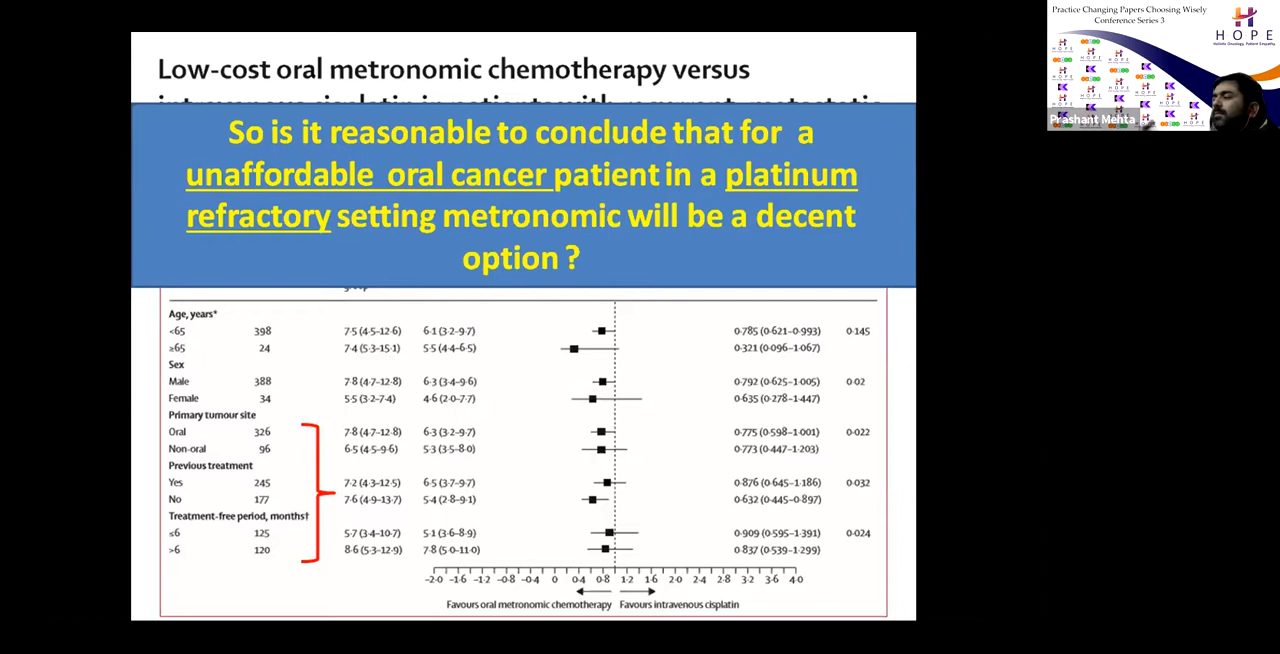 Low-cost oral metronomic chemotherapy versus
So is it reasonable to conclude that for a
unaffordable oral cancer patient in a platinum
refractory setting metronomic will be a decent
option ?
Age, years*
<65 398 7·5 (4·5–12·6) 6·1 (3·2–9·7) 0·785 (0·621–0·993) 0·145
≥65 24 7·4 (5·3–15·1) 5·5 (4·4–6·5) 0·321 (0·096–1·067)
Sex
Male 388 7·8 (4·7–12·8) 6·3 (3·4–9·6) 0·792 (0·625–1·005) 0·02
Female 34 5·5 (3·2–7·4) 4·6 (2·0–7·7) 0·635 (0·278–1·447)
Primary tumour site
Oral 326 7·8 (4·7–12·8) 6·3 (3·2–9·7) 0·775 (0·598–1·001) 0·022
Non-oral 96 6·5 (4·5–9·6) 5·3 (3·5–8·0) 0·773 (0·447–1·203)
Previous treatment
Yes 245 7·2 (4·3–12·5) 6·5 (3·7–9·7) 0·876 (0·645–1·186) 0·032
No 177 7·6 (4·9–13·7) 5·4 (2·8–9·1) 0·632 (0·445–0·897)
Treatment-free period, months†
≤6 125 5·7 (3·4–10·7) 5·1 (3·6–8·9) 0·909 (0·595–1·391) 0·024
>6 120 8·6 (5·3–12·9) 7·8 (5·0–11·0) 0·837 (0·539–1·299)
-2·0 -1·6 -1·2 -0·8 -0·4 0 0·4 0·8 1·2 1·6 2·0 2·4 2·8 3·2 3·6 4·0
Favours oral metronomic chemotherapy Favours intravenous cisplatin
Practice Changing Papers Choosing Wisely
Conference Series 3
HOPE
Prashant Mehta